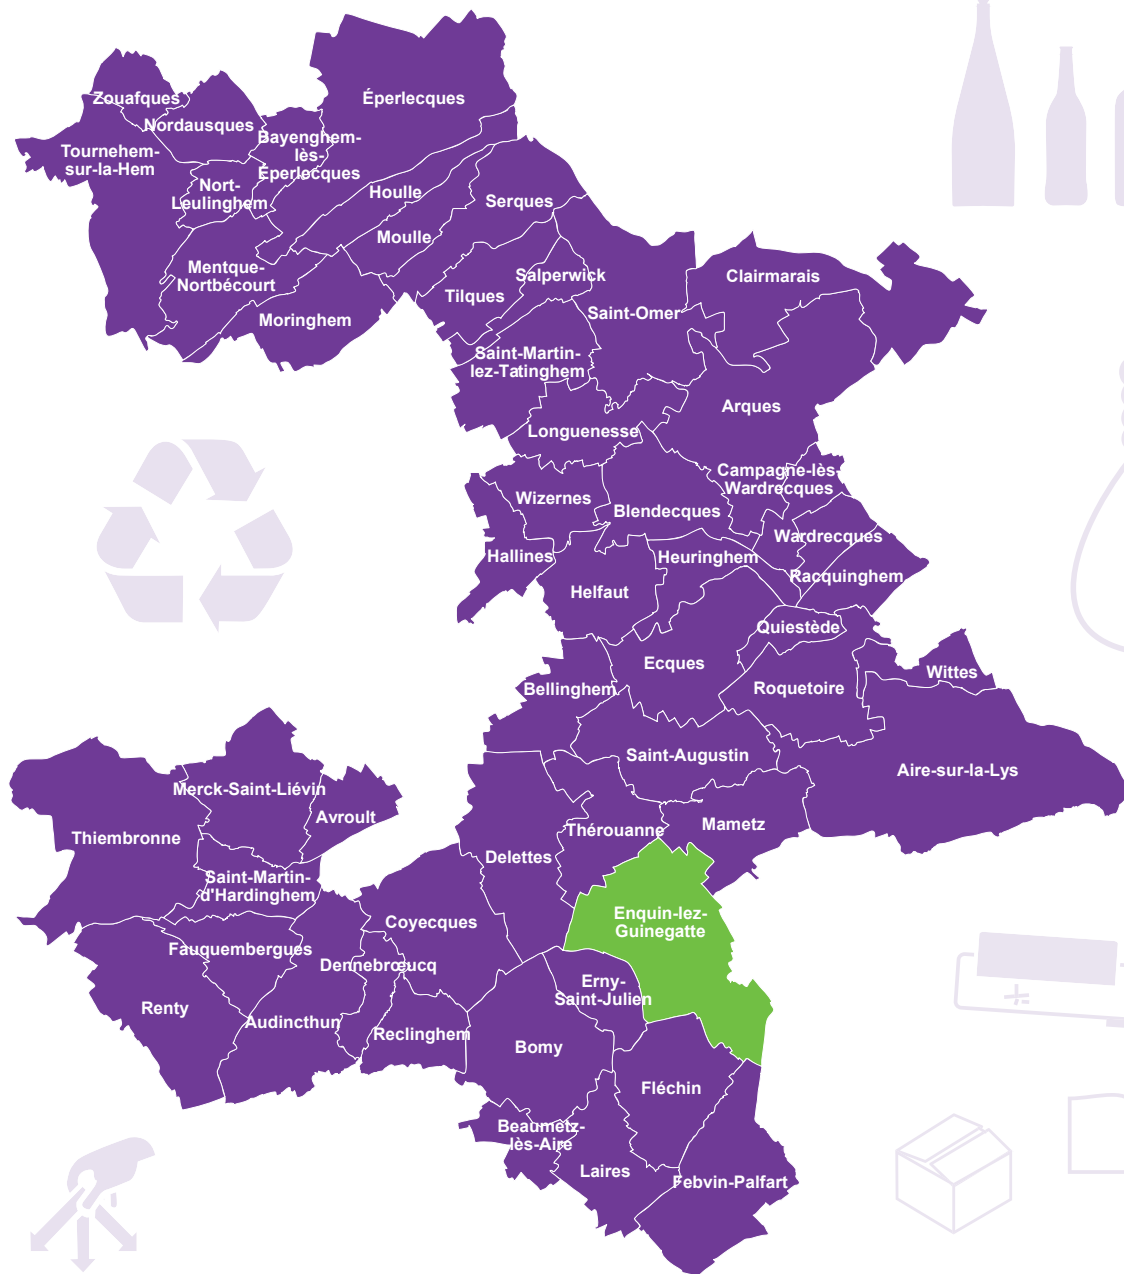 Éperlecques
Zouafques
Nordausques
Bayenghem-
lès-
Éperlecques
Tournehem-
sur-la-Hem
Nort-
Leulinghem
Houlle
Serques
Moulle
Mentque-
Nortbécourt
Salperwick
Clairmarais
Tilques
Moringhem
Saint-Omer
Saint-Martin-
lez-Tatinghem
Arques
Longuenesse
Campagne-lès-
Wardrecques
Wizernes
Blendecques
Wardrecques
Hallines
Heuringhem
Racquinghem
Helfaut
Quiestède
Ecques
Wittes
Bellinghem
Roquetoire
Saint-Augustin
Aire-sur-la-Lys
Merck-Saint-Liévin
Avroult
Thiembronne
Thérouanne
Mametz
Delettes
Saint-Martin-
d'Hardinghem
Enquin-lez-
Guinegatte
Coyecques
Fauquembergues
Dennebrœucq
Erny-
Saint-Julien
Renty
Audincthun
Reclinghem
Bomy
Fléchin
Beaumetz-
lès-Aire
Laires
Febvin-Palfart